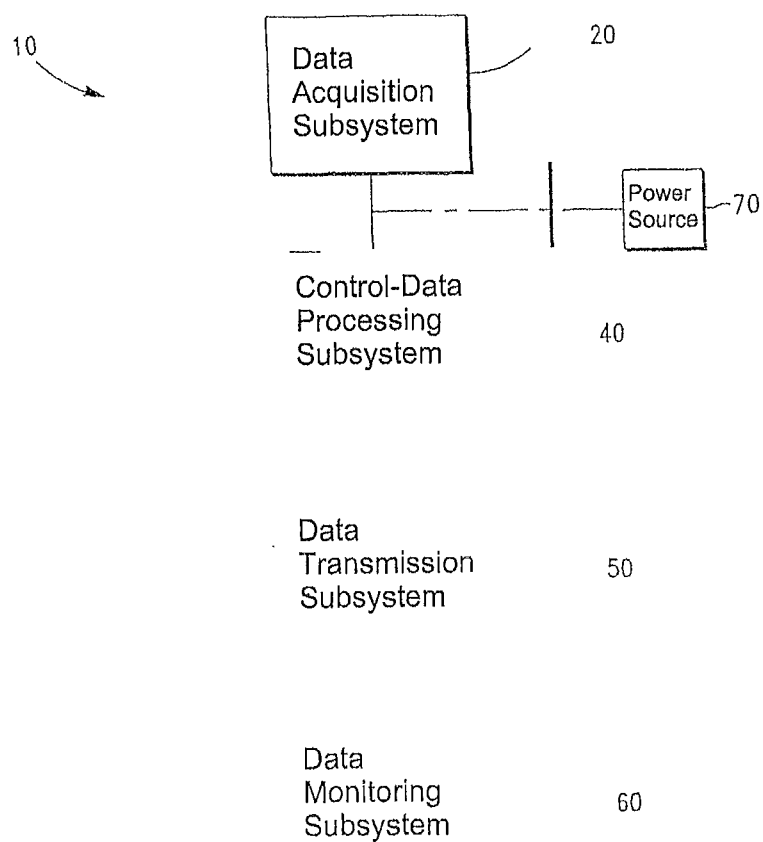 10
20
Data
Acquisition
Subsystem
Power
Source
70
Control-Data
Processing
Subsystem
40
Data
Transmission
Subsystem
50
Data
Monitoring
Subsystem
60